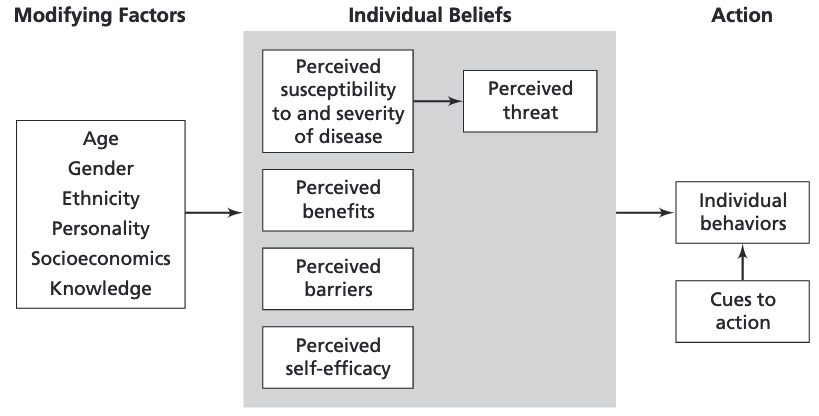 Modifying Factors
Individual Beliefs
Action
Age
Gender
Ethnicity
Personality
Socioeconomics
Knowledge
Perceived
susceptibility
to and severity
of disease
Perceived
threat
Perceived
benefits
Perceived
barriers
Perceived
self-efficacy
Individual
behaviors
Cues to
action